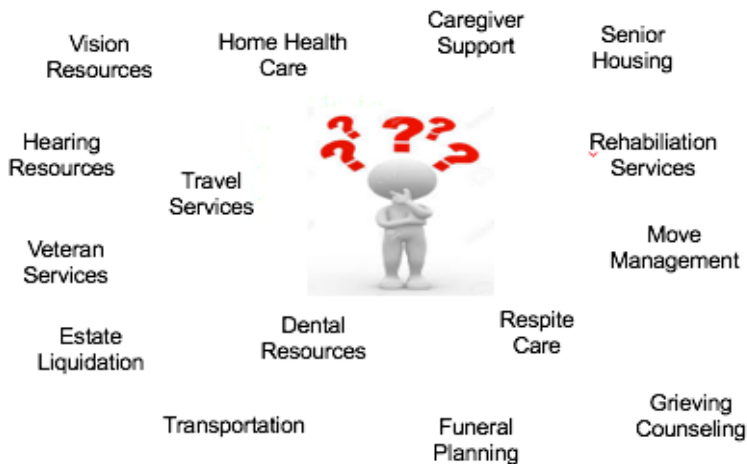 Vision
Resources
Home Health
Care
Caregiver
Support
Senior
Housing
Hearing
Resources
Travel
Services
???
??
Rehabiliation
Services
Veteran
Services
Move
Management
Estate
Liquidation
Dental
Resources
Respite
Care
Transportation
Funeral
Planning
Grieving
Counseling